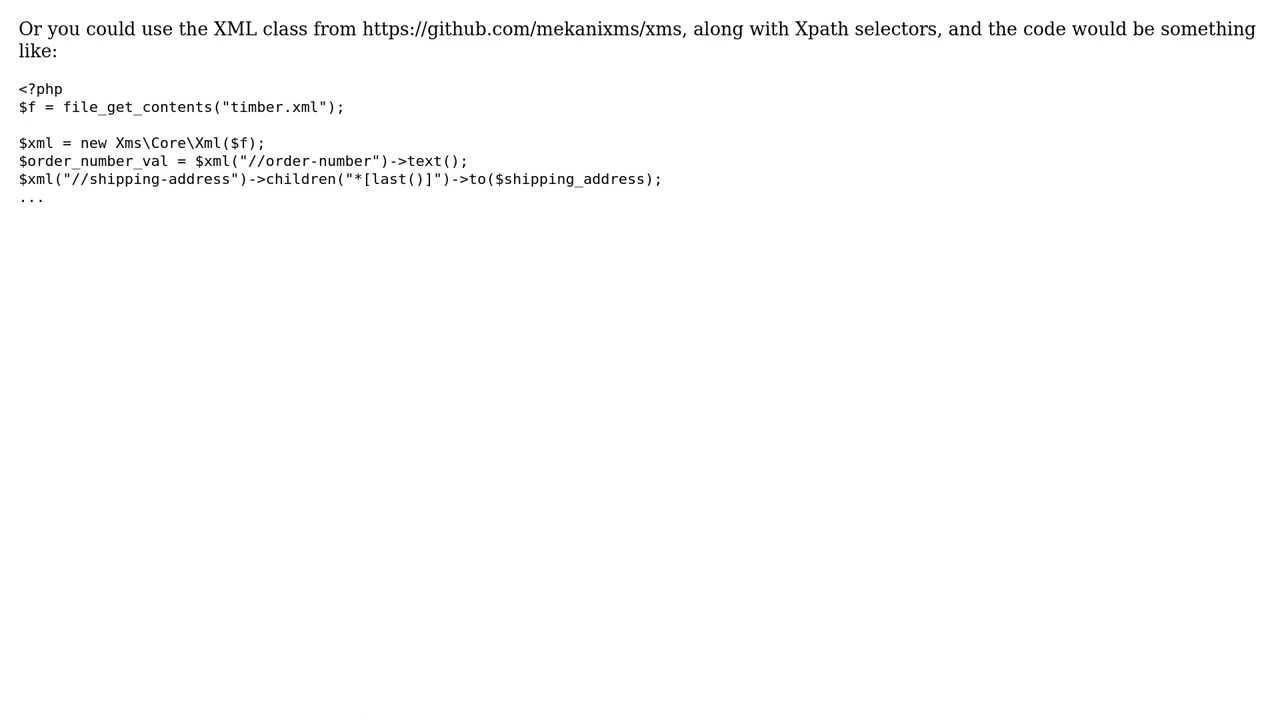 Or you could use the XML class from https://github.com/mekanixms/xms, along with Xpath selectors, and the code would be something
like:
<?php
$f = file_get_contents("timber.xml");
$xml = new Xms\Core\Xml($f);
$order_number_val = $xml("//order-number")->text();
$xml("//shipping-address")->children("*[last()]")->to($shipping_address);
...